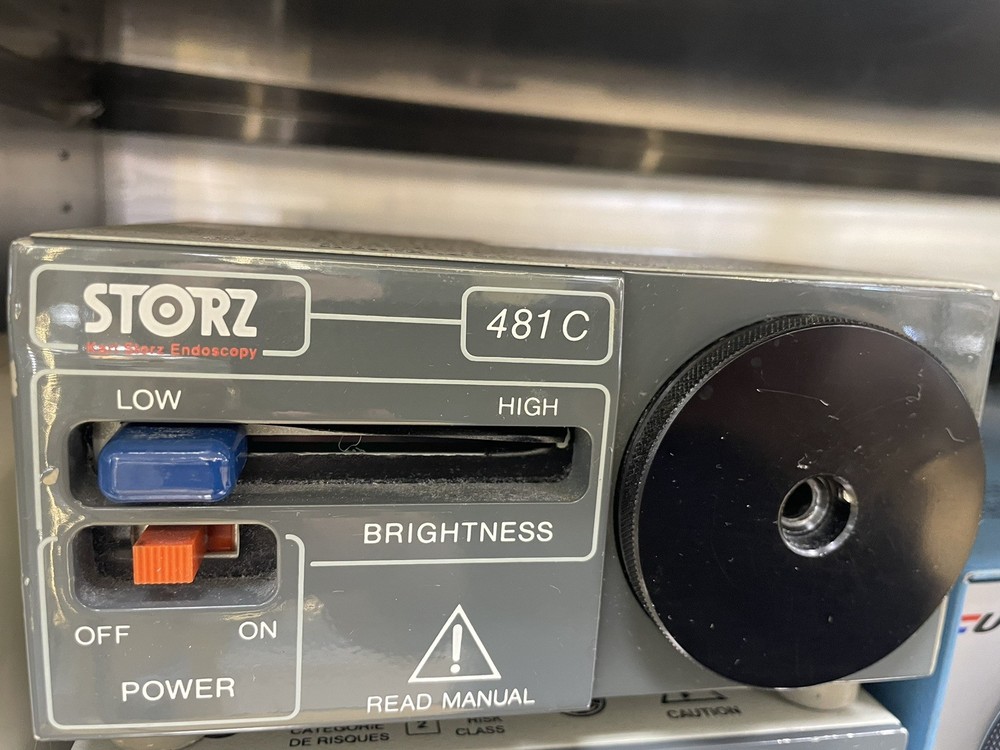 STORZ
Karl Storz Endoscopy
481 C
LOW
HIGH
BRIGHTNESS
OFF
ON
POWER
!
READ MANUAL
CATÉGORIE
DE RISQUES
2
RISK
CLASS
CAUTION